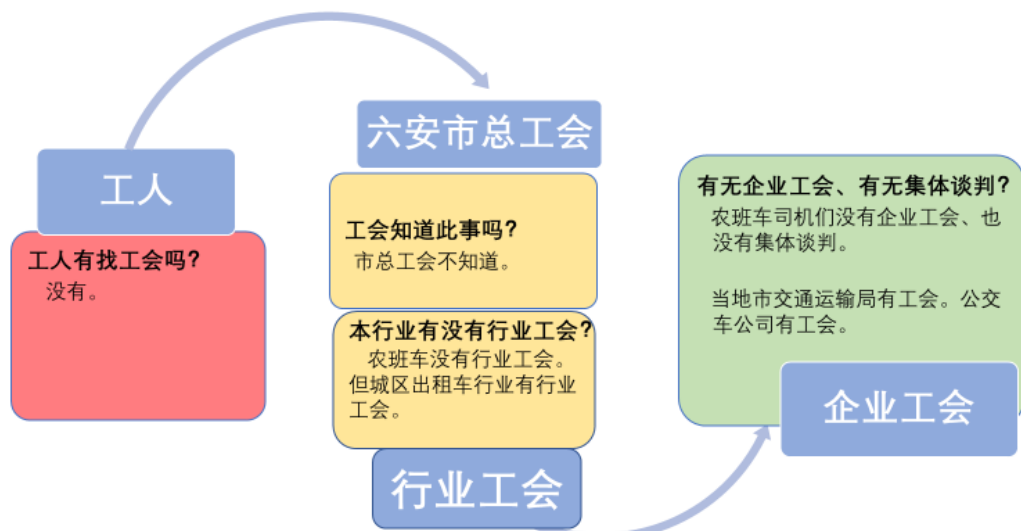 工人
工人有找工会吗?
没有。
六安市总工会
工会知道此事吗?
市总工会不知道。
本行业有没有行业工会?
农班车没有行业工会。
但城区出租车行业有行业
工会。
行业工会
有无企业工会、有无集体谈判?
农班车司机们没有企业工会、也
没有集体谈判。
当地市交通运输局有工会。公交
车公司有工会。
企业工会